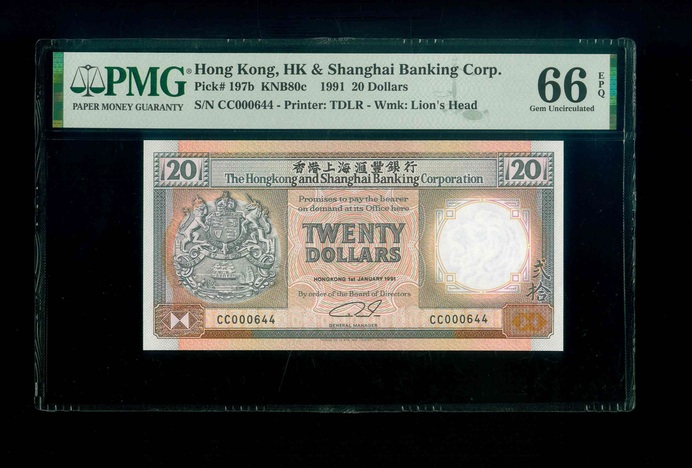 PMG®
PAPER MONEY GUARANTY
Hong Kong, HK & Shanghai Banking Corp.
Pick# 197b KNB80c 1991 20 Dollars
S/N CC000644 - Printer: TDLR - Wmk: Lion's Head
66 EPQ
Gem Uncirculated
20 香港上海滙豐銀行 20
The Hongkong and Shanghai Banking Corporation
Promises to pay the bearer
on demand at its Office here
TWENTY
DOLLARS
HONGKONG 1st JANUARY 1991
By order of the Board of Directors
GENERAL MANAGER
CC000644 CC000644
弍拾